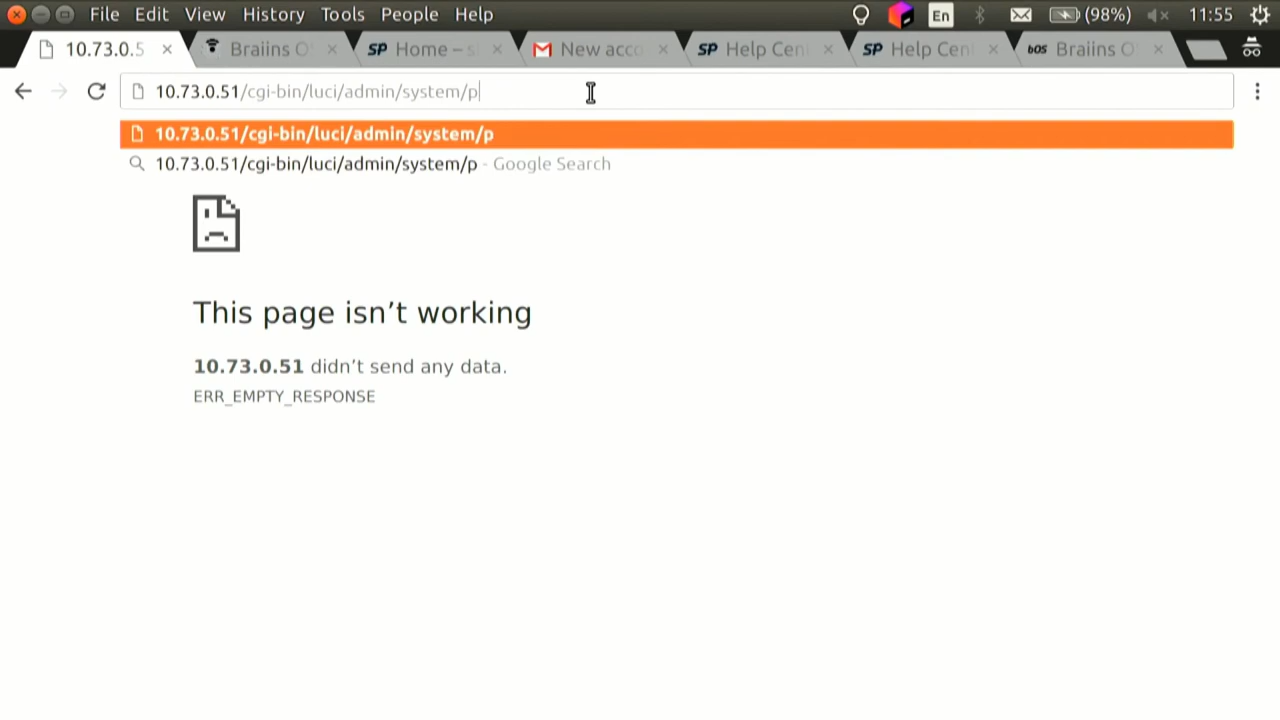 File Edit View History Tools People Help En (98%) 11:55
10.73.0.5 Braiins O SP Home – s New acco SP Help Cen SP Help Cen bos Braiins O
10.73.0.51/cgi-bin/luci/admin/system/p
10.73.0.51/cgi-bin/luci/admin/system/p
10.73.0.51/cgi-bin/luci/admin/system/p - Google Search
This page isn’t working
10.73.0.51 didn’t send any data.
ERR_EMPTY_RESPONSE